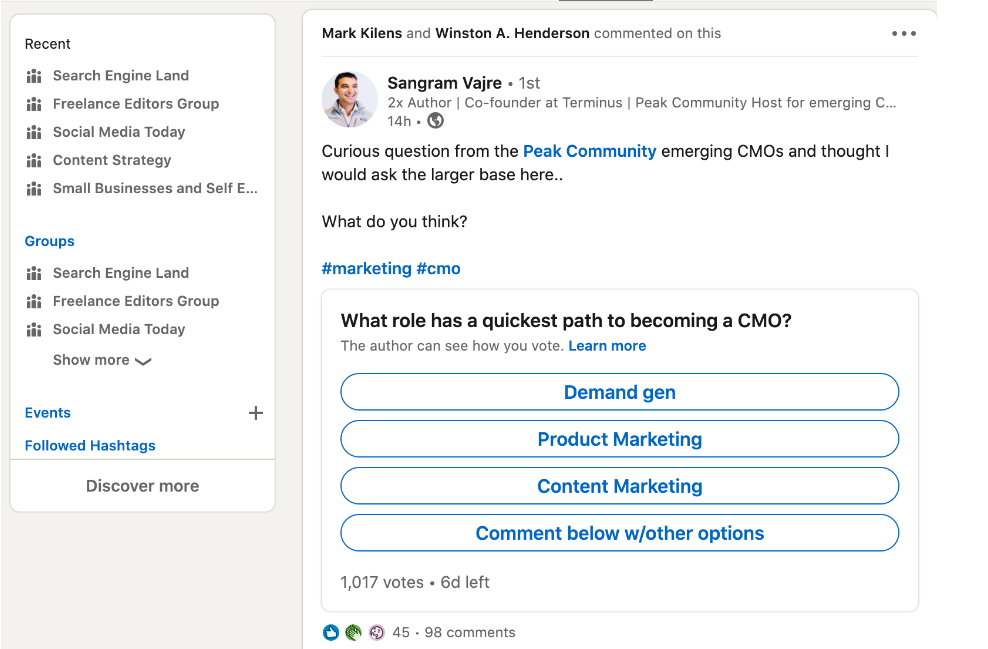 Recent
Search Engine Land
Freelance Editors Group
Social Media Today
Content Strategy
Small Businesses and Self E...
Groups
Search Engine Land
Freelance Editors Group
Social Media Today
Show more
Events
Followed Hashtags
Discover more
Mark Kilens and Winston A. Henderson commented on this
Sangram Vajre • 1st
2x Author | Co-founder at Terminus | Peak Community Host for emerging C...
14h •
Curious question from the Peak Community emerging CMOs and thought I
would ask the larger base here..
What do you think?
#marketing #cmo
What role has a quickest path to becoming a CMO?
The author can see how you vote. Learn more
Demand gen
Product Marketing
Content Marketing
Comment below w/other options
1,017 votes • 6d left
45 · 98 comments